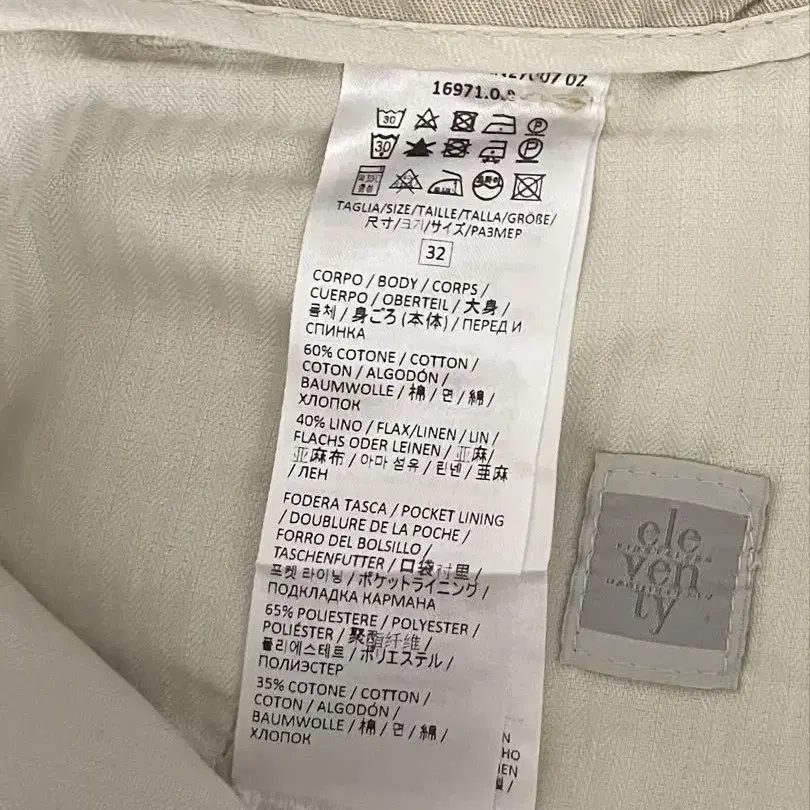 07 02
16971.0.
30
30
TAGLIA/SIZE/TAILLE/TALLA/GRÖßE/
尺寸/크기/サイズ/РАЗМЕР
32
CORPO / BODY / CORPS /
CUERPO / OBERTEIL / 大身 /
몸체 / 身ごろ (本体) / ПЕРЕД И
СПИНКА
60% COTONE / COTTON /
COTON / ALGODÓN /
BAUMWOLLE / 棉 / 면 / 綿 /
ХЛОПОК
40% LINO / FLAX/LINEN / LIN /
FLACHS ODER LEINEN / 亚麻/
亚麻布 / 아마 섬유 / 린넨 / 亜麻
/ ЛЕН
FODERA TASCA / POCKET LINING
/ DOUBLURE DE LA POCHE /
FORRO DEL BOLSILLO /
TASCHENFUTTER / 口袋衬里 /
포켓 라이닝 / ポケットライニング /
ПОДКЛАДКА КАРМАНА
65% POLIESTERE / POLYESTER /
POLIÉSTER / 聚酯纤维 /
폴리에스테르 / ポリエステル /
ПОЛИЭСТЕР
35% COTONE / COTTON /
COTON / ALGODÓN /
BAUMWOLLE / 棉 / 면 / 綿 /
ХЛОПОК
ele
ven
ty